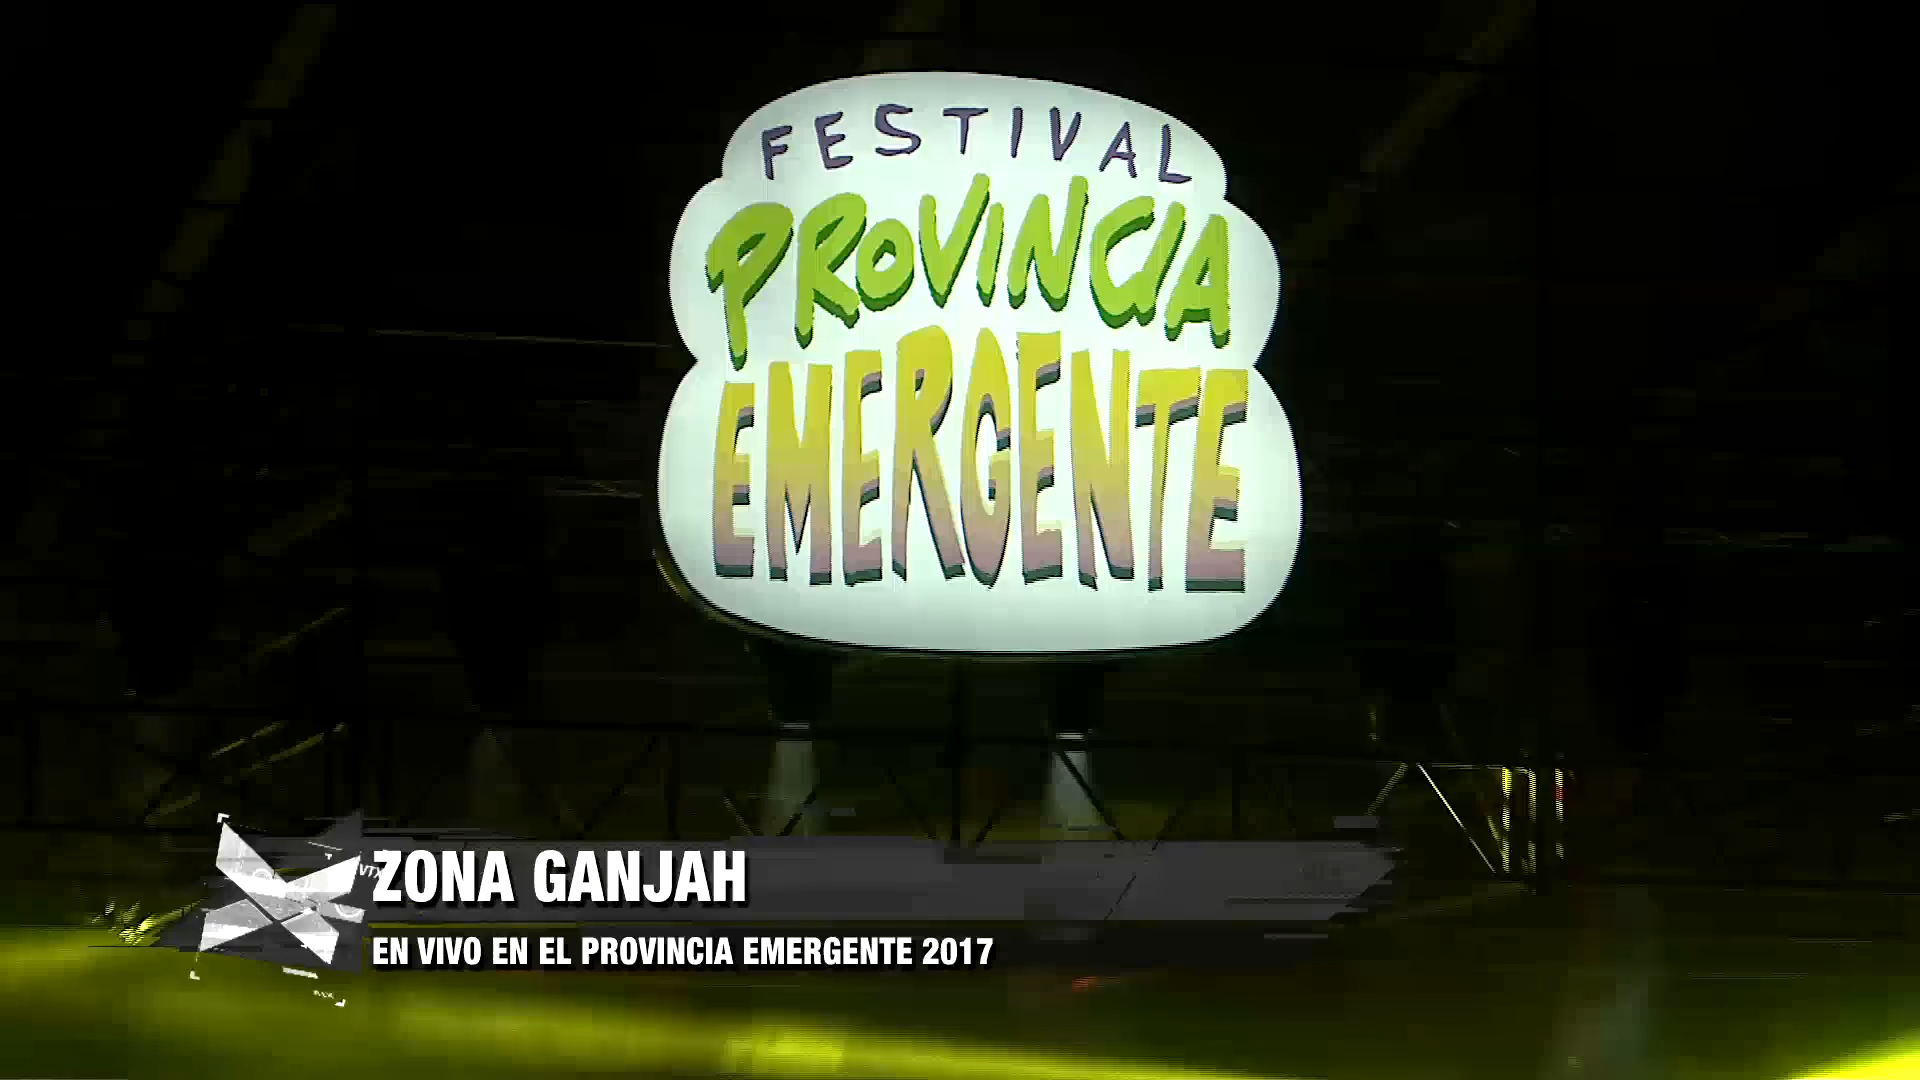 FESTIVAL
PROVINCIA
EMERGENTE
ZONA GANJAH
EN VIVO EN EL PROVINCIA EMERGENTE 2017